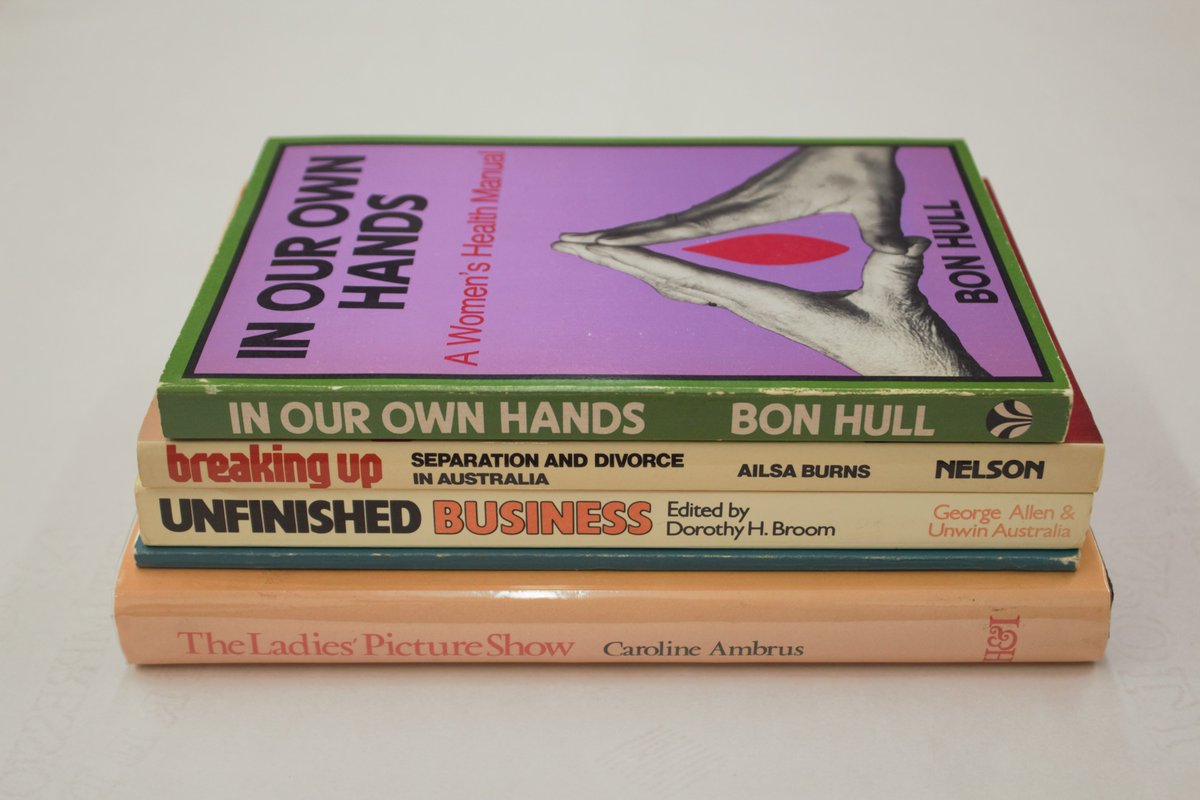 IN OUR OWN
HANDS
A Women's Health Manual
BON HULL
IN OUR OWN HANDS BON HULL
breaking up SEPARATION AND DIVORCE
IN AUSTRALIA
AILSA BURNS NELSON
UNFINISHED BUSINESS Edited by
Dorothy H. Broom
George Allen &
Unwin Australia
The Ladies' Picture Show Caroline Ambrus
H&I